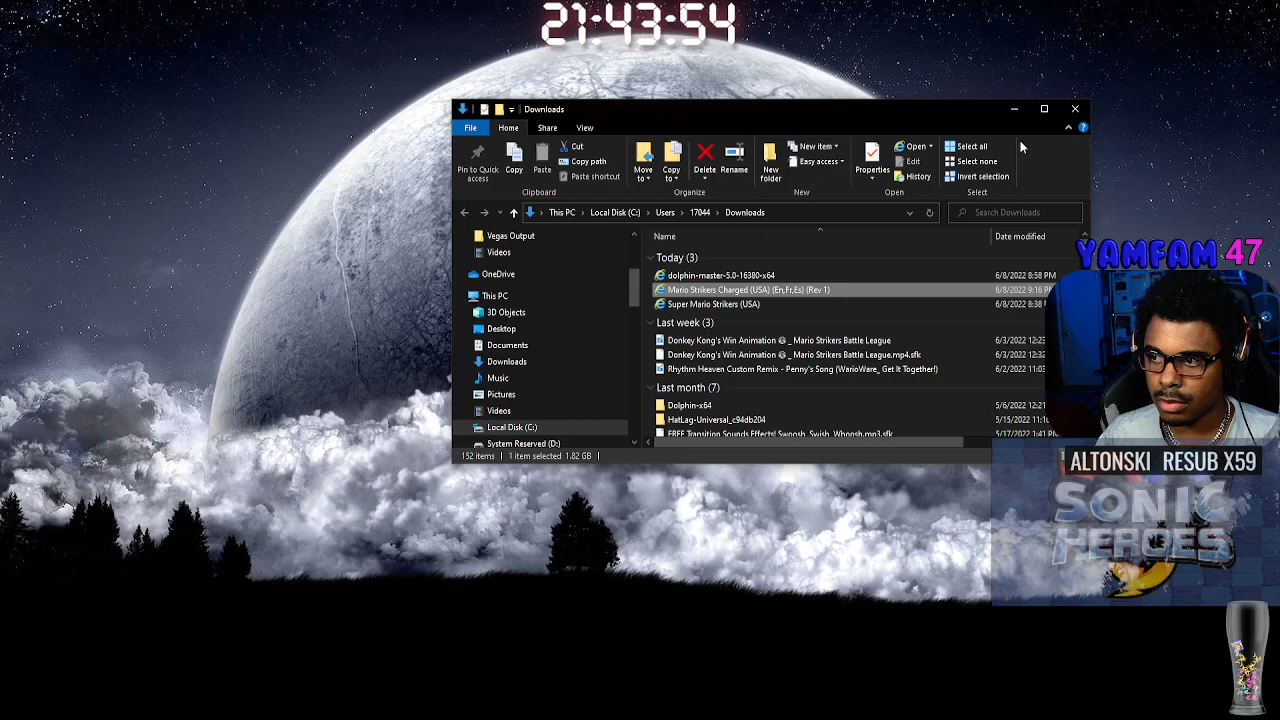 21:43:54
Downloads
File
Home
Share
View
Pin to Quick access
Copy
Paste
Cut
Copy path
Paste shortcut
Clipboard
Move to
Copy to
Delete
Rename
Organize
New folder
New item
Easy access
New
Properties
Open
Edit
History
Open
Select all
Select none
Invert selection
Select
This PC
Local Disk (C:)
Users
17044
Downloads
Search Downloads
Vegas Output
Videos
OneDrive
This PC
3D Objects
Desktop
Documents
Downloads
Music
Pictures
Videos
Local Disk (C:)
System Reserved (D:)
Name
Date modified
Today (3)
dolphin-master-5.0-16380-x64
6/8/2022 8:58 PM
Mario Strikers Charged (USA) (En,Fr,Es) (Rev 1)
6/8/2022 9:16 P
Super Mario Strikers (USA)
6/8/2022 8:38
Last week (3)
Donkey Kong's Win Animation 😂 _ Mario Strikers Battle League
6/3/2022 12:23
Donkey Kong's Win Animation 😂 _ Mario Strikers Battle League.mp4.sfk
6/3/2022 12:32
Rhythm Heaven Custom Remix - Penny's Song (WarioWare_ Get It Together!)
6/2/2022 11:03
Last month (7)
Dolphin-x64
5/6/2022 12:21
HatLag-Universal_c94db204
5/15/2022 11:1
FREE Transition Sounds Effects! Swoosh, Swish, Whoosh.mp3.sfk
5/17/2022 1:41
152 items
1 item selected 1.82 GB
YAMFAM 47
ALTONSKI RESUB X59
SONIC
HEROES